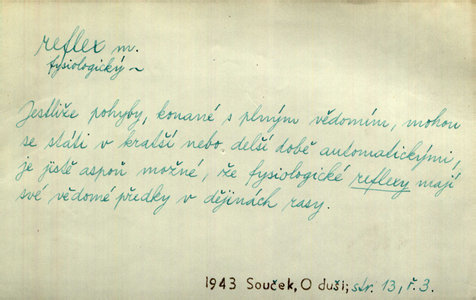 reflex m.
fysiologický ~
Jestliže pohyby, konané s plným vědomím, mohou
se státi v kratší nebo delší době automatickými,
je jistě aspoň možné, že fysiologické reflexy mají
své vědomé předky v dějinách rasy.
1943 Souček, O duši; str. 13, ř. 3.